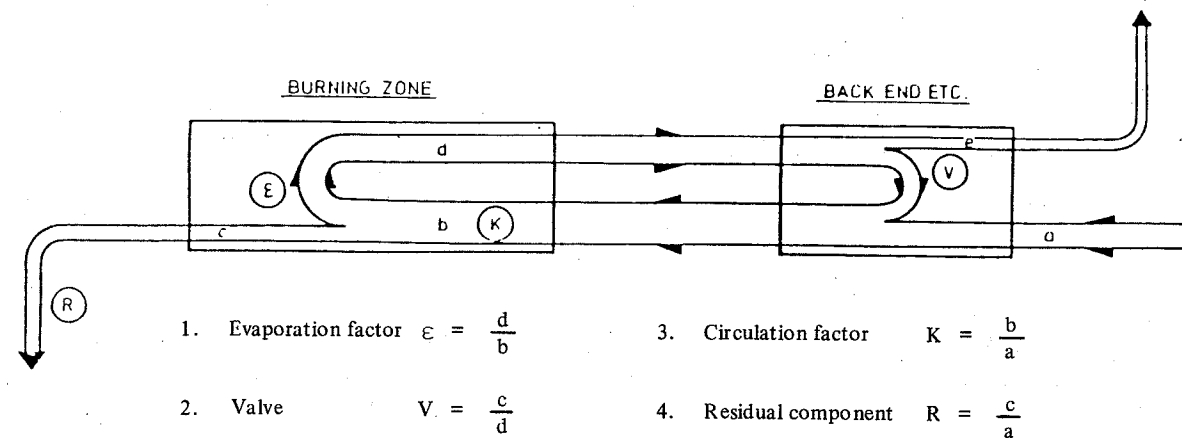 BURNING ZONE
BACK END ETC.
d
e
ε
V
b
K
c
a
R
1. Evaporation factor ε = d/b
3. Circulation factor K = b/a
2. Valve V = c/d
4. Residual component R = c/a